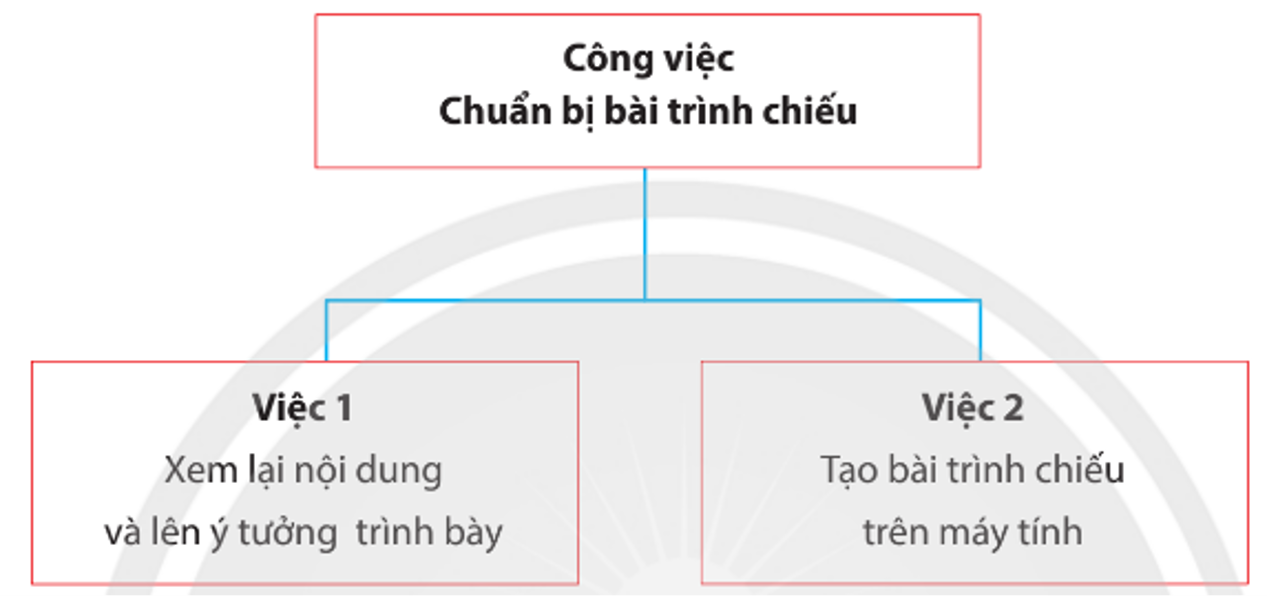 Công việc
Chuẩn bị bài trình chiếu
Việc 1
Xem lại nội dung
và lên ý tưởng trình bày
Việc 2
Tạo bài trình chiếu
trên máy tính